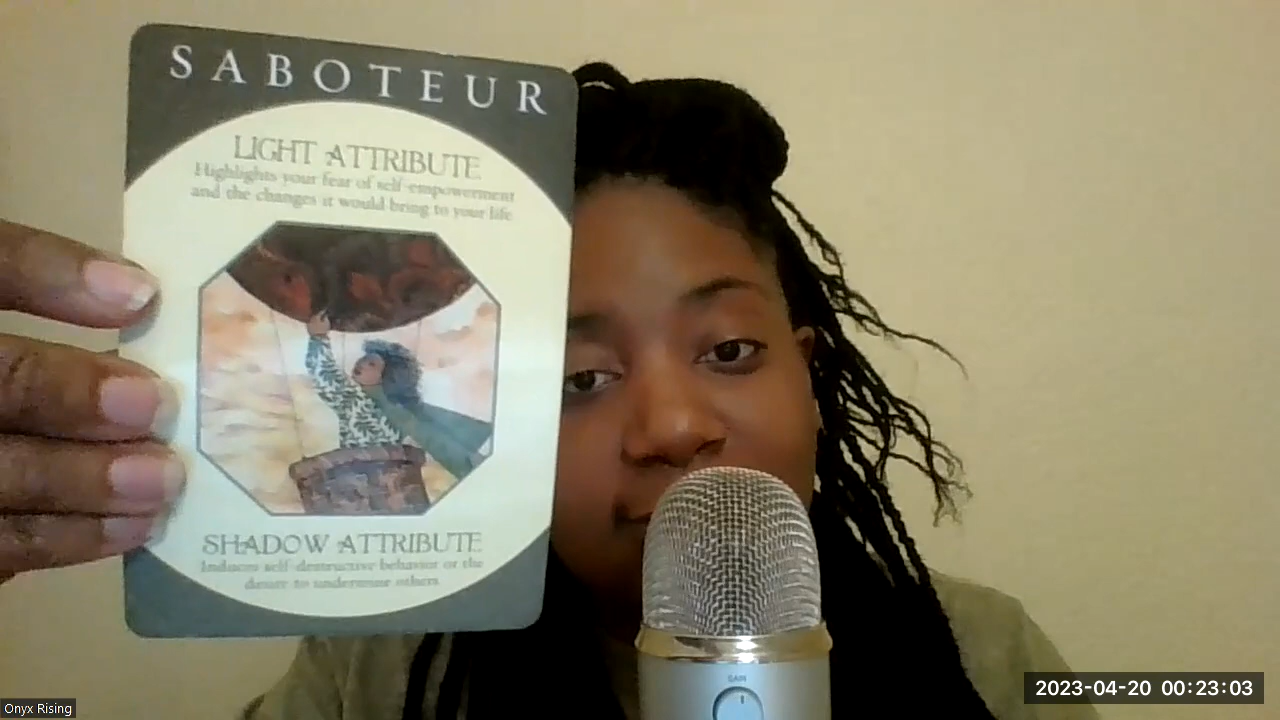 SABOTEUR
LIGHT ATTRIBUTE
Highlights your fear of self-empowerment
and the changes it would bring to your life
SHADOW ATTRIBUTE
Induces self-destructive behavior or the
desire to undermine others
GAIN
Onyx Rising
2023-04-20 00:23:03